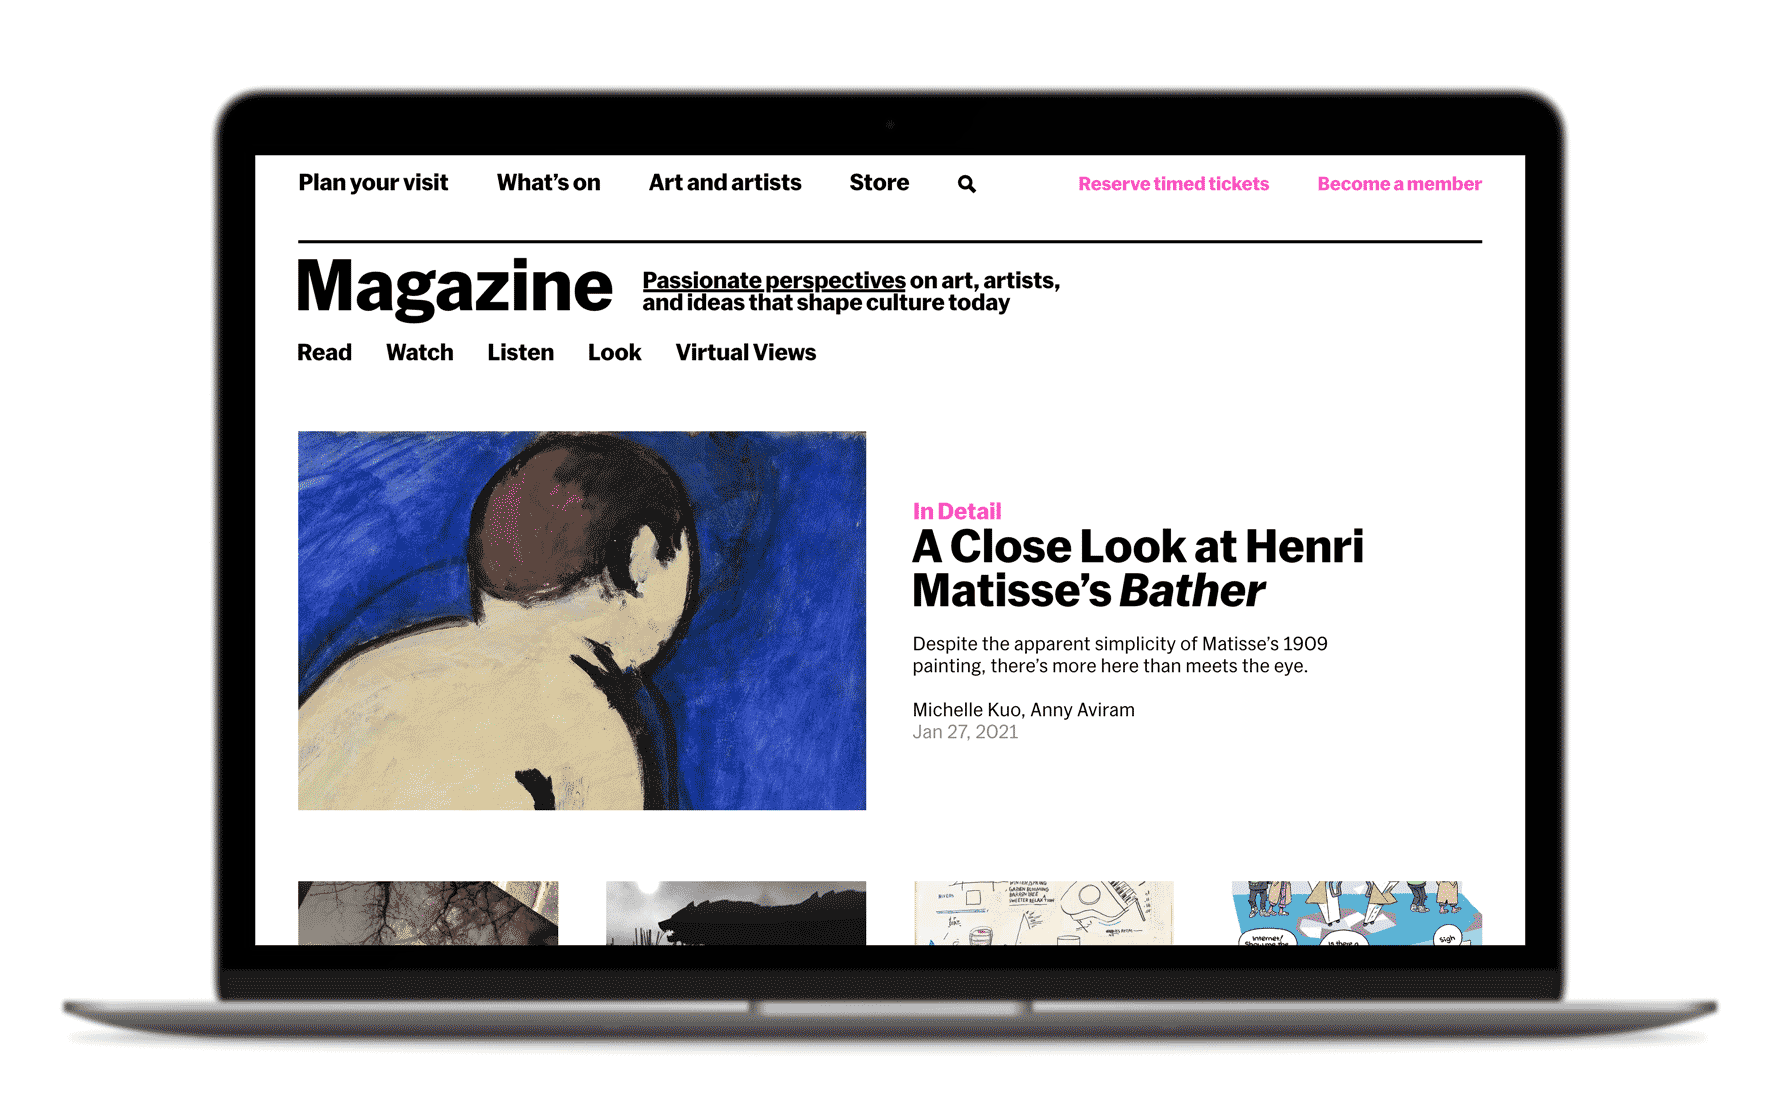 Plan your visit
What's on
Art and artists
Store
Reserve timed tickets
Become a member
Magazine
Passionate perspectives on art, artists,
and ideas that shape culture today
Read
Watch
Listen
Look
Virtual Views
In Detail
A Close Look at Henri
Matisse's Bather
Despite the apparent simplicity of Matisse's 1909
painting, there's more here than meets the eye.
Michelle Kuo, Anny Aviram
Jan 27, 2021
Internet/
sigh